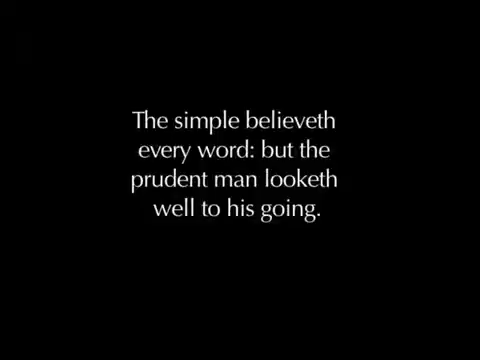 The simple believeth
every word: but the
prudent man looketh
well to his going.